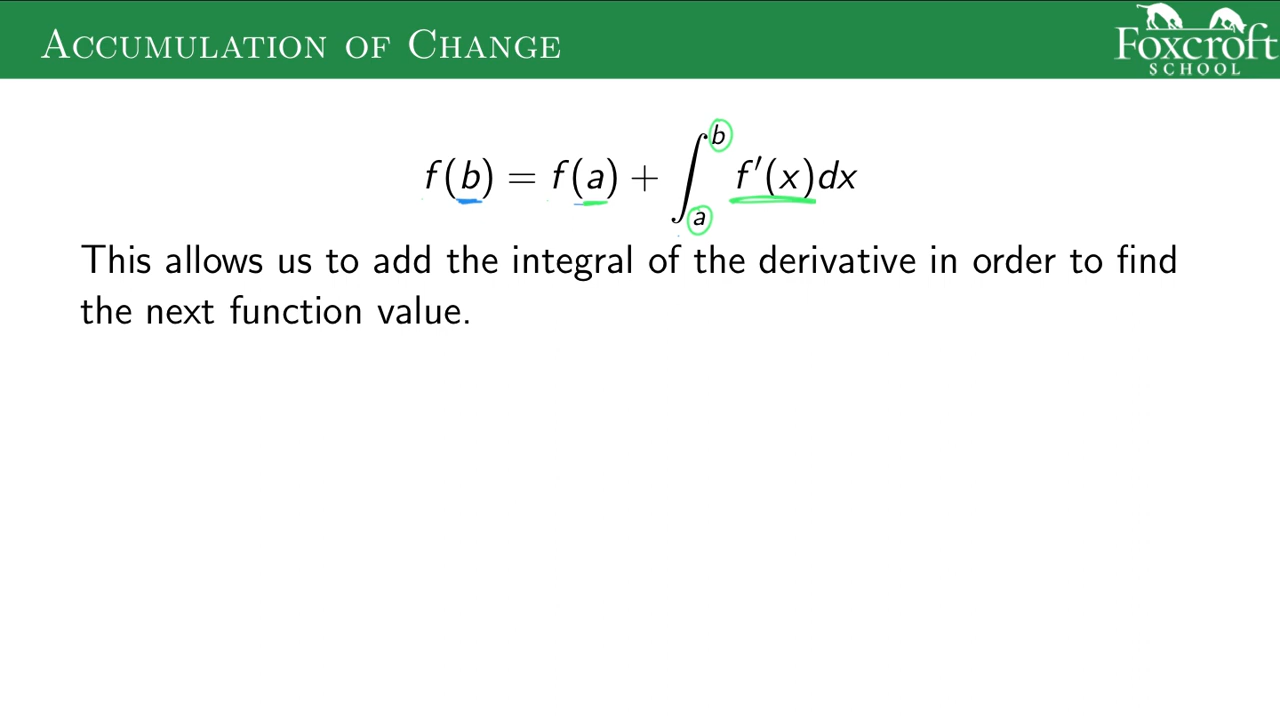 Accumulation of Change
Foxcroft
SCHOOL
f(b) = f(a) + ∫_a^b f′(x)dx
This allows us to add the integral of the derivative in order to find
the next function value.